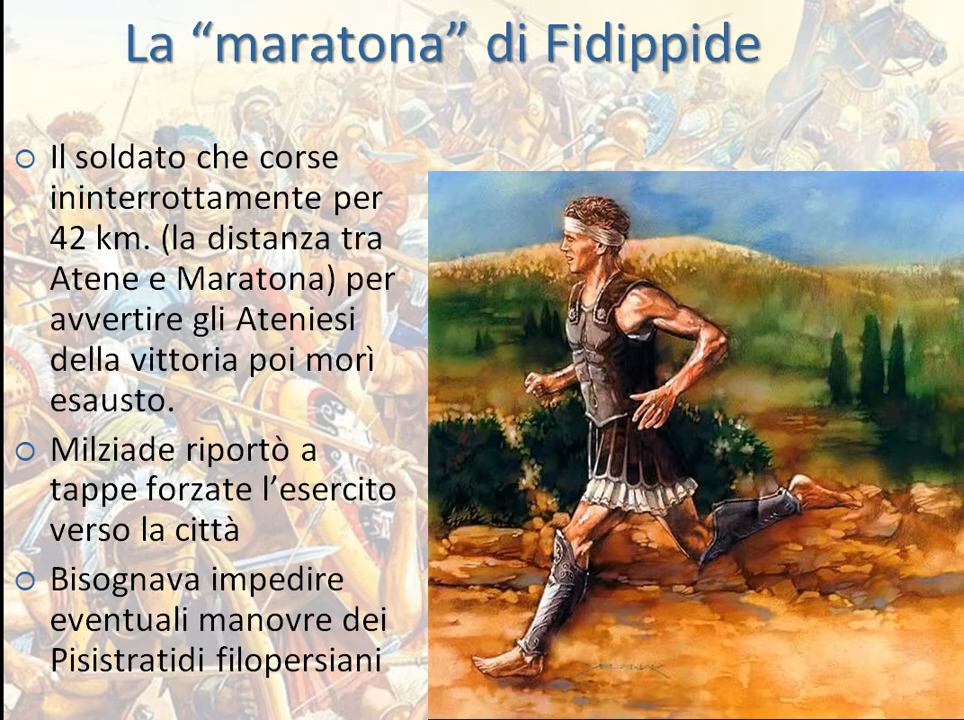 La “maratona” di Fidippide
Il soldato che corse
ininterrottamente per
42 km. (la distanza tra
Atene e Maratona) per
avvertire gli Ateniesi
della vittoria poi morì
esausto.
Milziade riportò a
tappe forzate l’esercito
verso la città
Bisognava impedire
eventuali manovre dei
Pisistratidi filopersiani